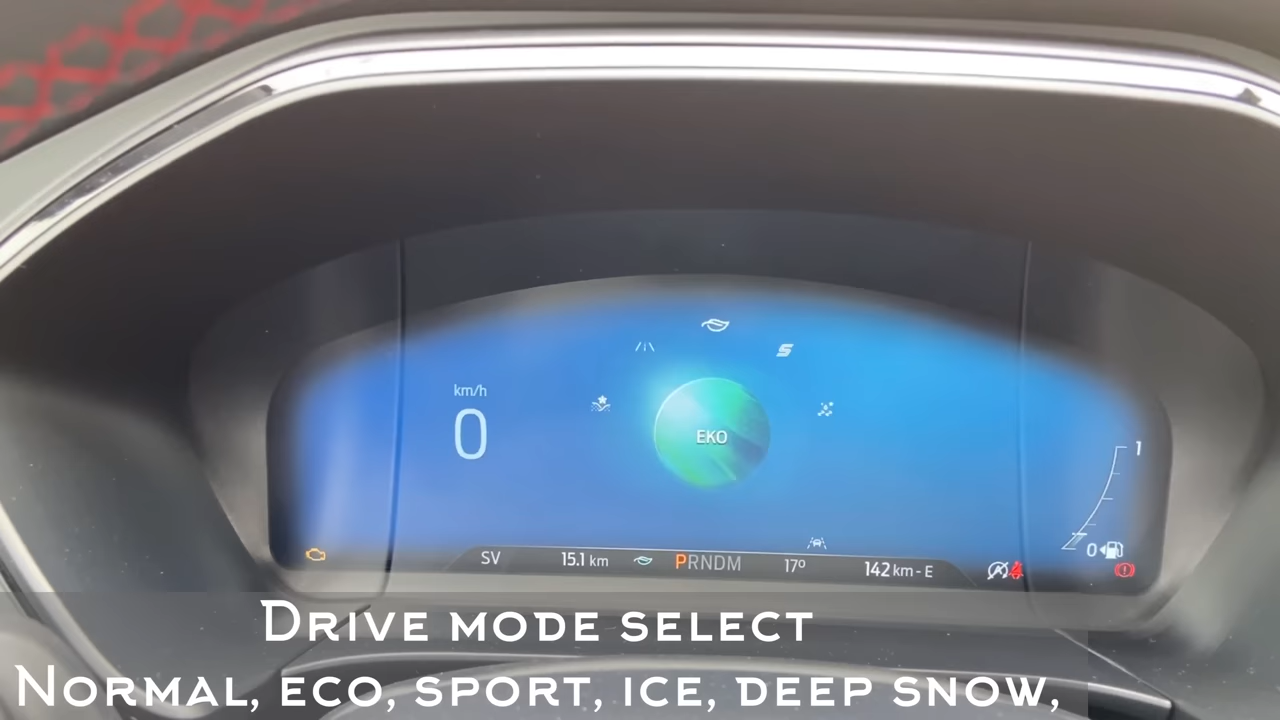 km/h
0
EKO
1
0
SV 15.1 km PRNDM 17° 142 km - E
Drive mode select
Normal, eco, sport, ice, deep snow,